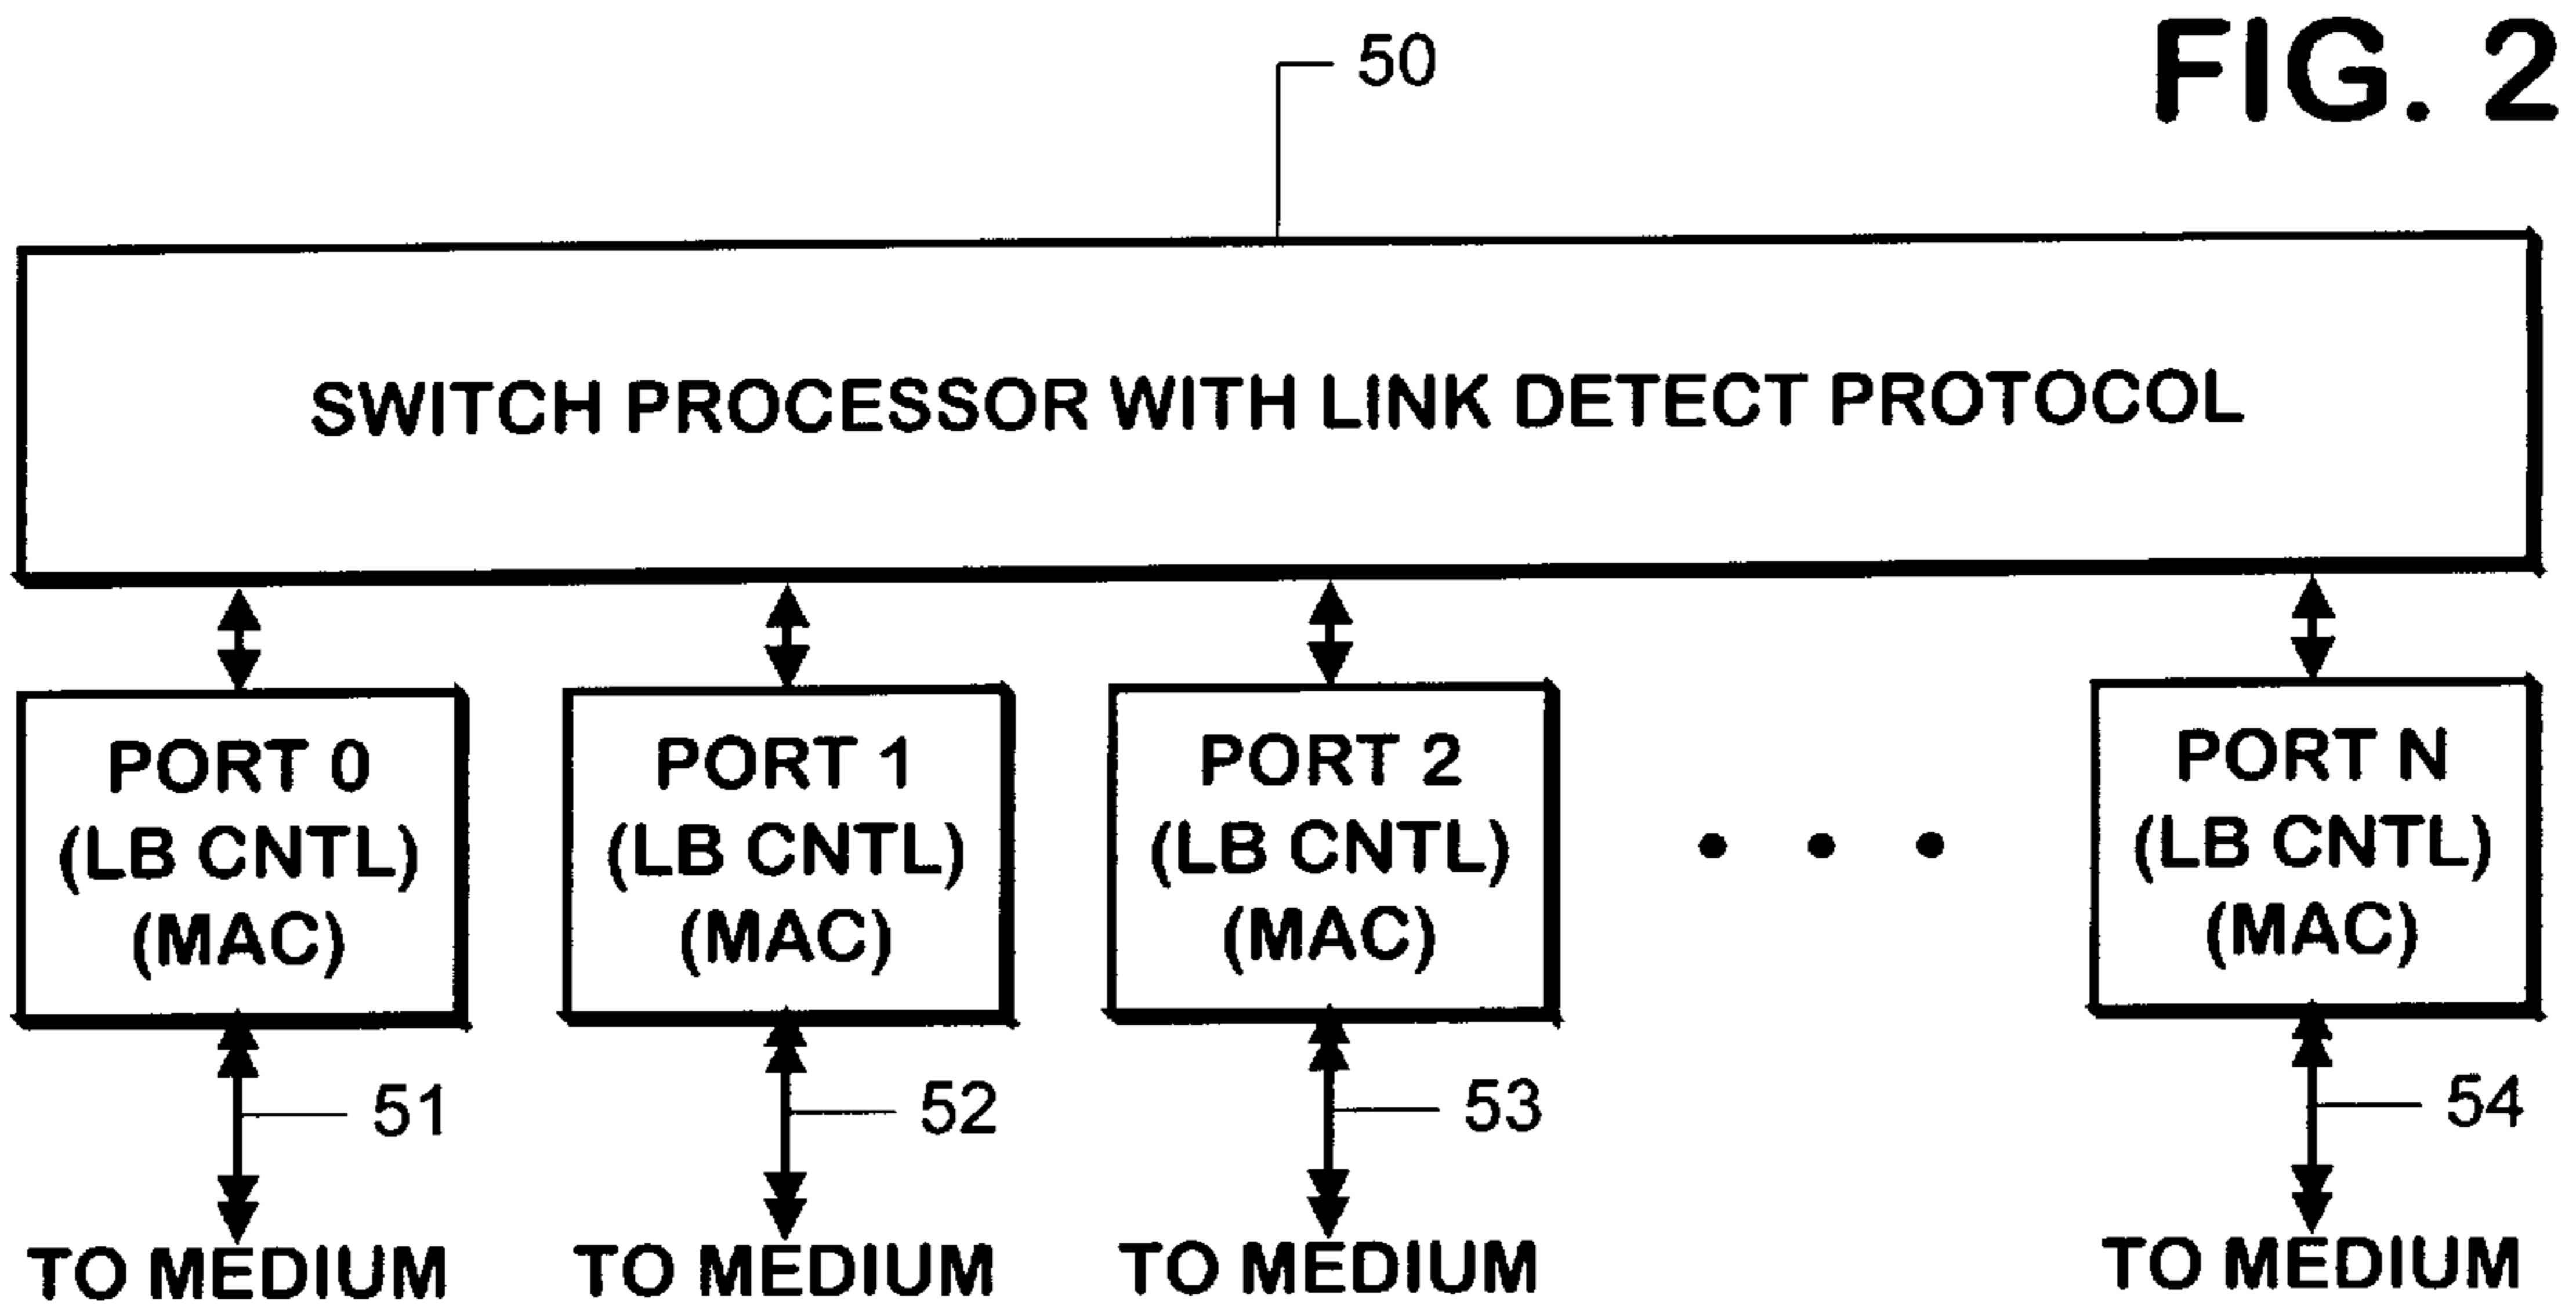 FIG. 2
50
SWITCH PROCESSOR WITH LINK DETECT PROTOCOL
PORT 0
(LB CNTL)
(MAC)
PORT 1
(LB CNTL)
(MAC)
PORT 2
(LB CNTL)
(MAC)
• • •
PORT N
(LB CNTL)
(MAC)
51
52
53
54
TO MEDIUM
TO MEDIUM
TO MEDIUM
TO MEDIUM